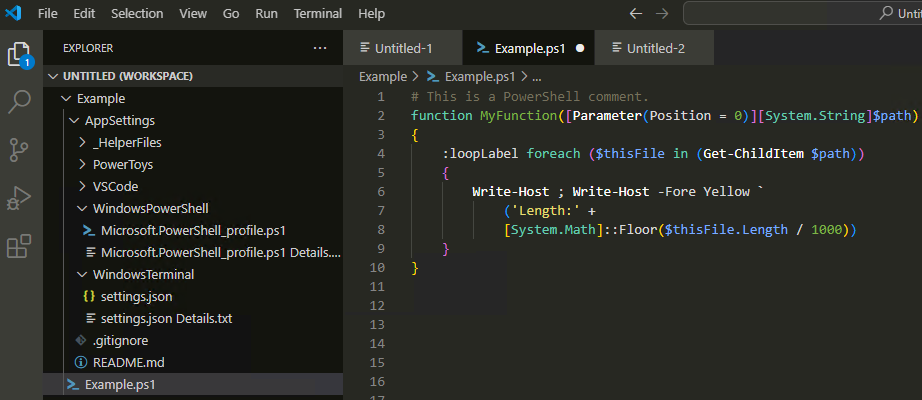 File Edit Selection View Go Run Terminal Help
Unti
EXPLORER ...
Untitled-1 Example.ps1 Untitled-2
1
UNTITLED (WORKSPACE)
Example
AppSettings
_HelperFiles
PowerToys
VSCode
WindowsPowerShell
Microsoft.PowerShell_profile.ps1
Microsoft.PowerShell_profile.ps1 Details....
WindowsTerminal
{} settings.json
settings.json Details.txt
.gitignore
README.md
Example.ps1
Example > Example.ps1 > ...
1 # This is a PowerShell comment.
2 function MyFunction([Parameter(Position = 0)][System.String]$path)
3 {
4 :loopLabel foreach ($thisFile in (Get-ChildItem $path))
5 {
6 Write-Host ; Write-Host -Fore Yellow `
7 ('Length:' +
8 [System.Math]::Floor($thisFile.Length / 1000))
9 }
10 }
11
12
13
14
15
16
17